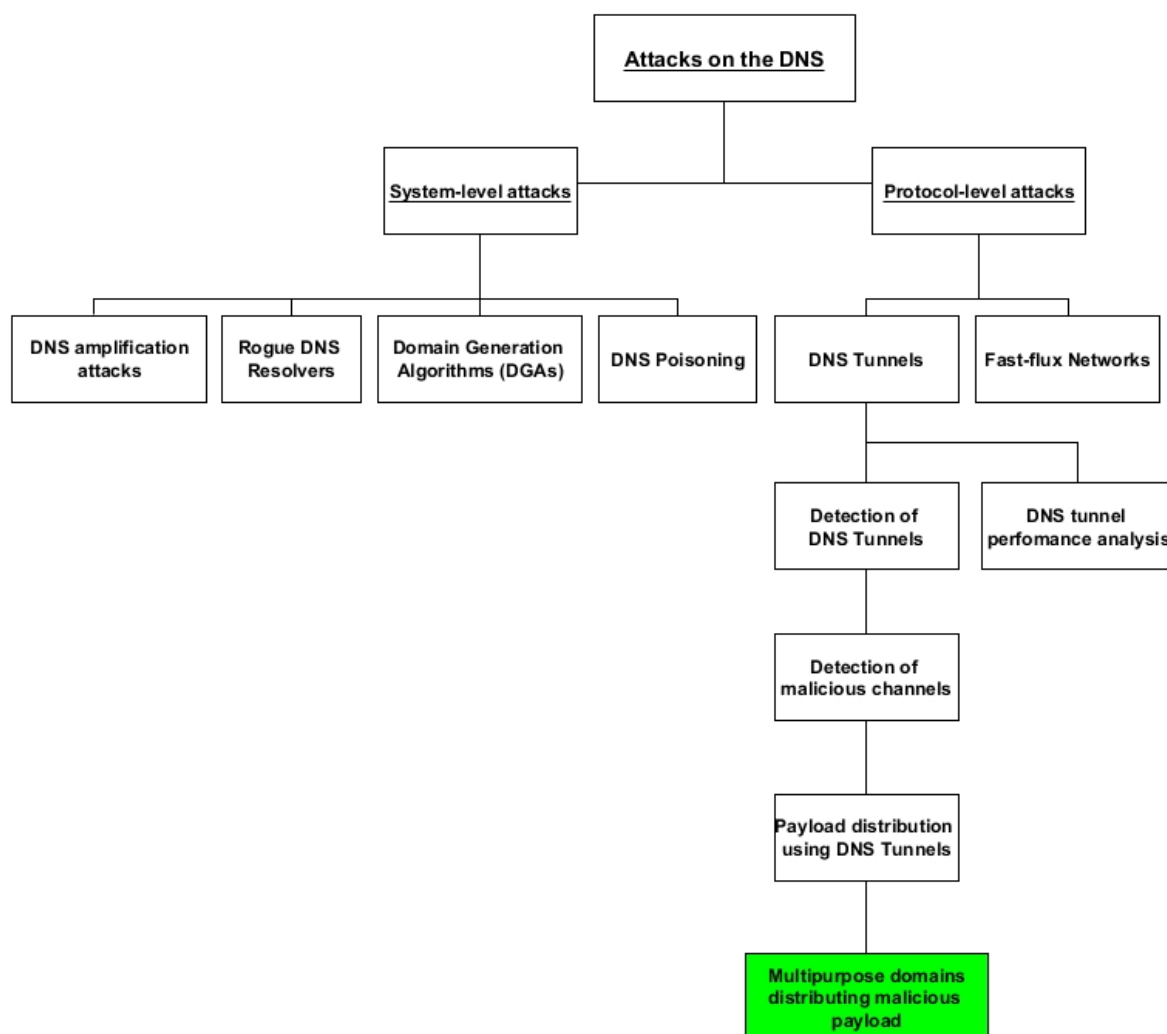 Attacks on the DNS
System-level attacks
Protocol-level attacks
DNS amplification
attacks
Rogue DNS
Resolvers
Domain Generation
Algorithms (DGAs)
DNS Poisoning
DNS Tunnels
Fast-flux Networks
Detection of
DNS Tunnels
DNS tunnel
perfomance analysis
Detection of
malicious channels
Payload distribution
using DNS Tunnels
Multipurpose domains
distributing malicious
payload